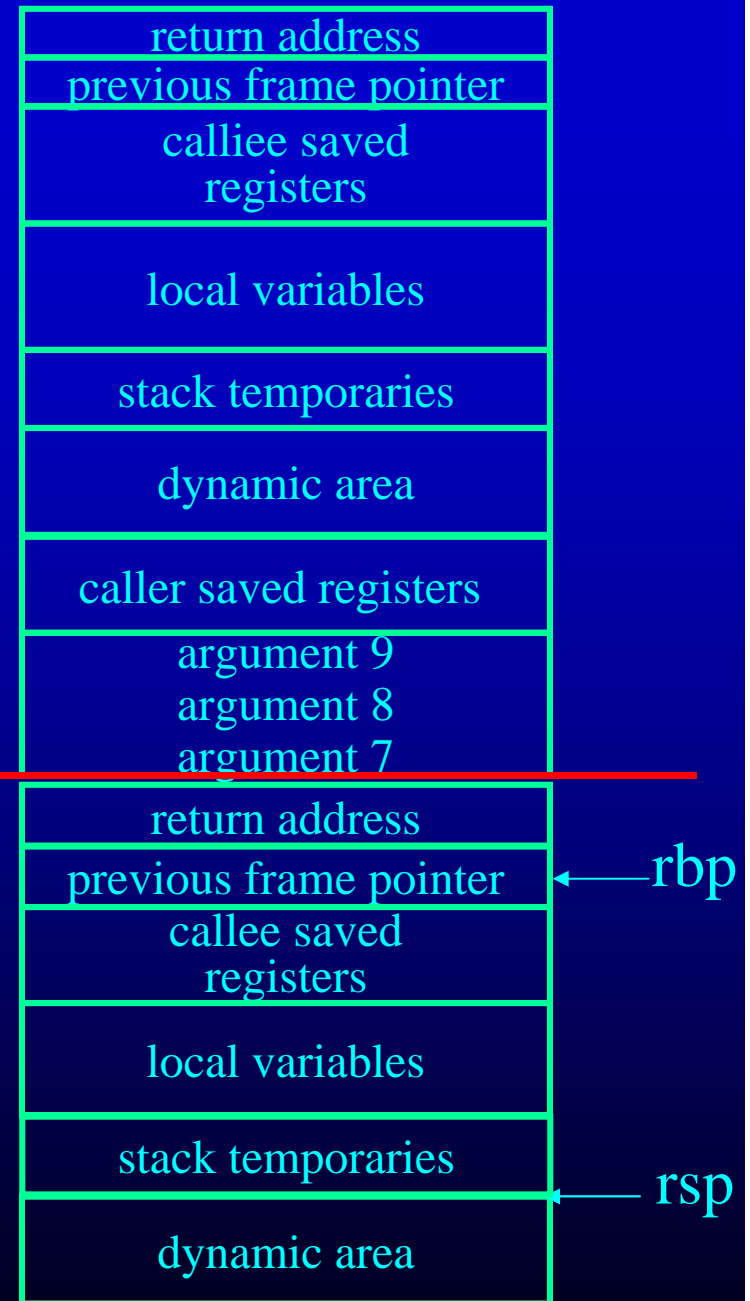 return address
previous frame pointer
calliee saved
registers
local variables
stack temporaries
dynamic area
caller saved registers
argument 9
argument 8
argument 7
return address
previous frame pointer
rbp
callee saved
registers
local variables
stack temporaries
rsp
dynamic area